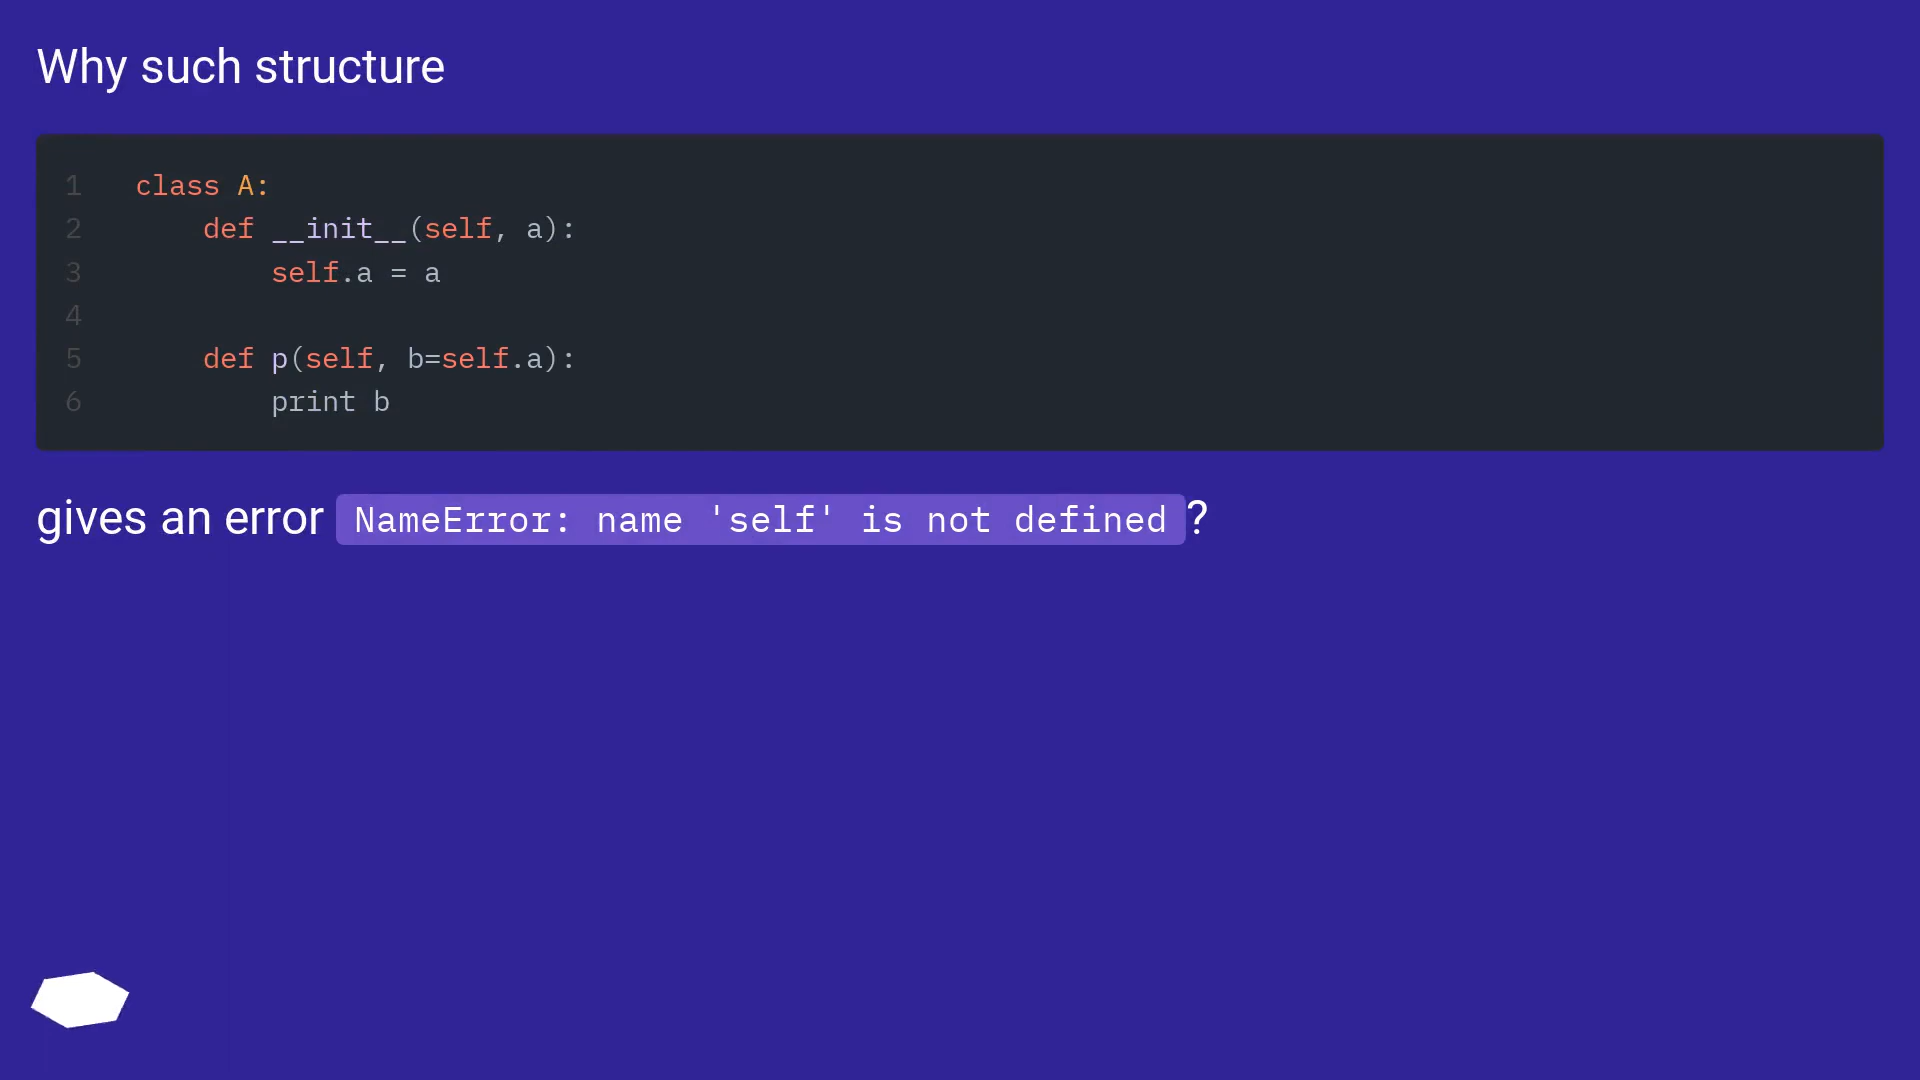 Why such structure
1 class A:
2     def __init__(self, a):
3         self.a = a
4
5     def p(self, b=self.a):
6         print b
gives an error NameError: name 'self' is not defined?